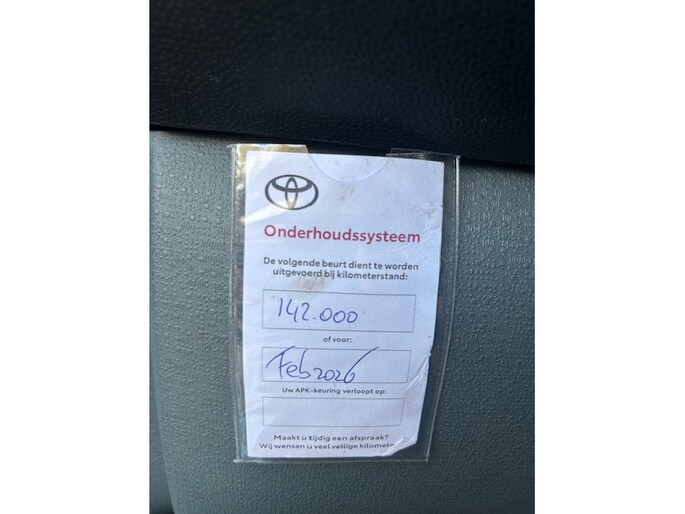 Onderhoudssysteem
De volgende beurt dient te worden
uitgevoerd bij kilometerstand:
142.000
of voor:
Feb 2026
Uw APK-keuring verloopt op:
Maakt u tijdig een afspraak?
Wij wensen u veel veilige kilomete